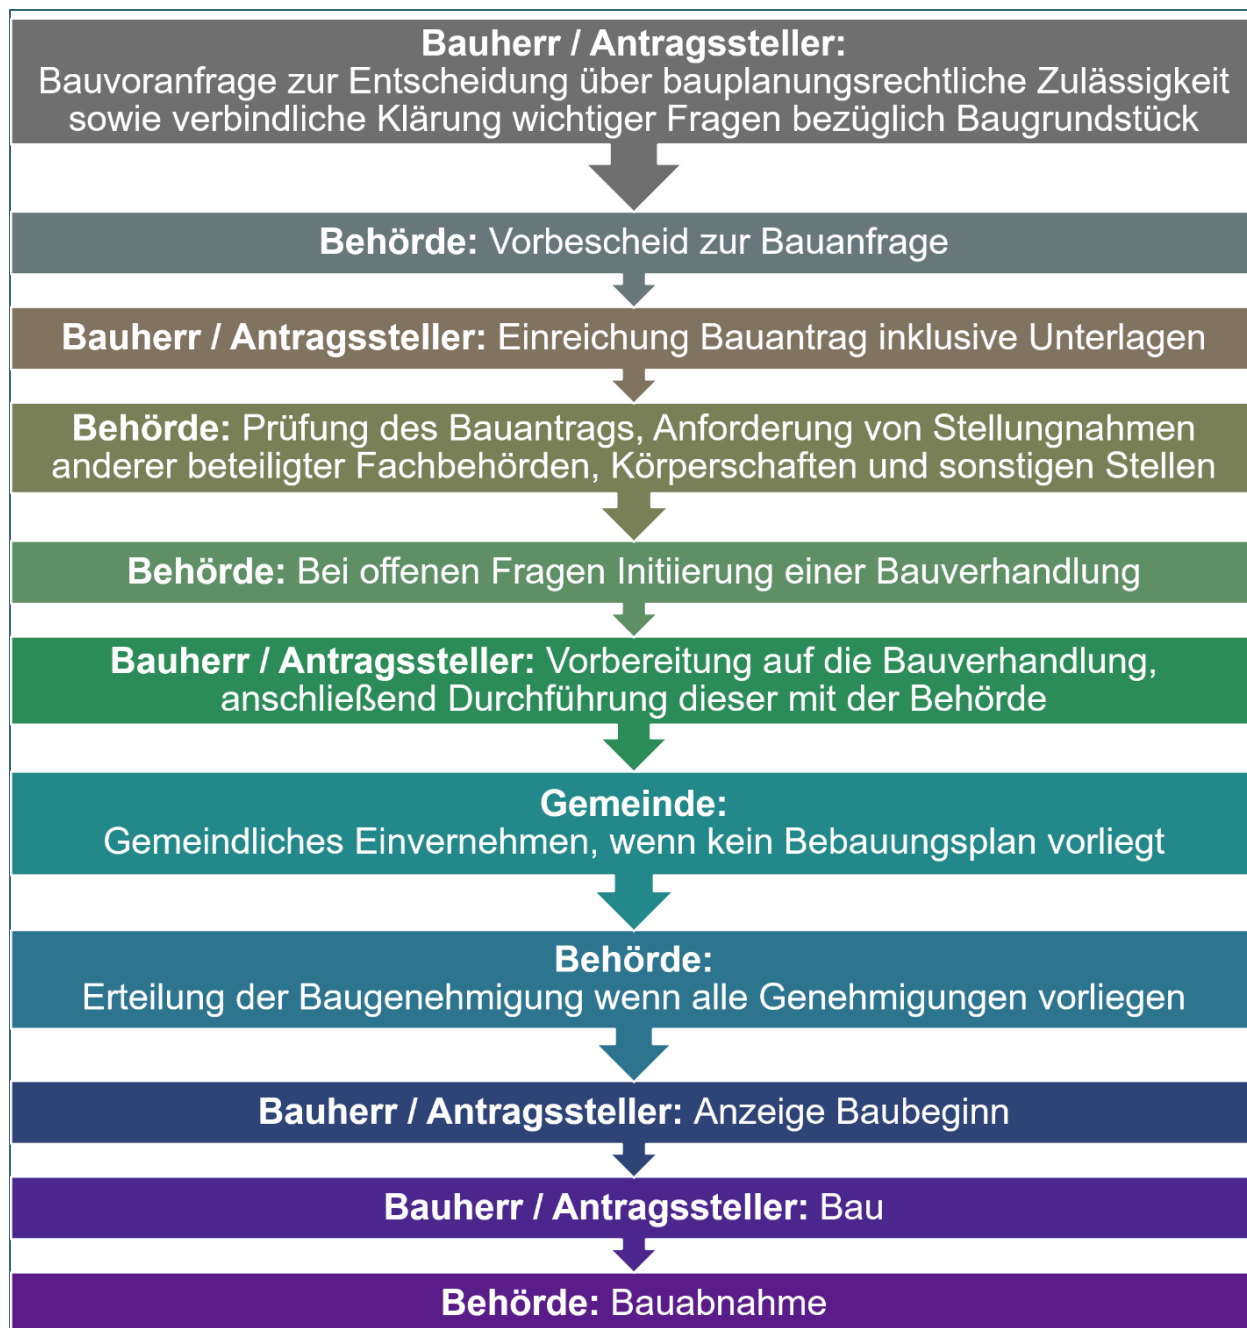 Bauherr / Antragssteller:
Bauvoranfrage zur Entscheidung über bauplanungsrechtliche Zulässigkeit
sowie verbindliche Klärung wichtiger Fragen bezüglich Baugrundstück
Behörde: Vorbescheid zur Bauanfrage
Bauherr / Antragssteller: Einreichung Bauantrag inklusive Unterlagen
Behörde: Prüfung des Bauantrags, Anforderung von Stellungnahmen
anderer beteiligter Fachbehörden, Körperschaften und sonstigen Stellen
Behörde: Bei offenen Fragen Initiierung einer Bauverhandlung
Bauherr / Antragssteller: Vorbereitung auf die Bauverhandlung,
anschließend Durchführung dieser mit der Behörde
Gemeinde:
Gemeindliches Einvernehmen, wenn kein Bebauungsplan vorliegt
Behörde:
Erteilung der Baugenehmigung wenn alle Genehmigungen vorliegen
Bauherr / Antragssteller: Anzeige Baubeginn
Bauherr / Antragssteller: Bau
Behörde: Bauabnahme